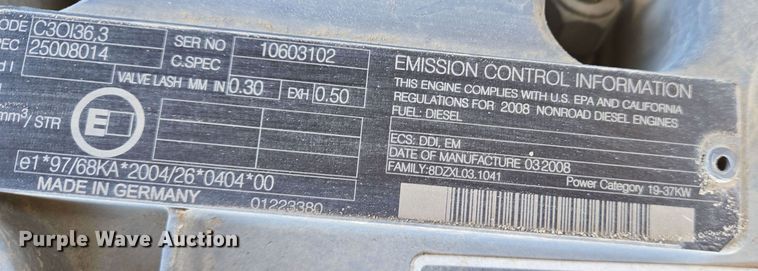 ODE C3OI36,3
SER NO 10603102
PEC 25008014
C.SPEC
VALVE LASH MM IN 0.30 EXH 0.50
mm³/STR
E
e1*97/68KA*2004/26*0404*00
MADE IN GERMANY
01223380
EMISSION CONTROL INFORMATION
THIS ENGINE COMPLIES WITH U.S. EPA AND CALIFORNIA
REGULATIONS FOR 2008 NONROAD DIESEL ENGINES
FUEL: DIESEL
ECS: DDI, EM
DATE OF MANUFACTURE 03.2008
FAMILY: 8DZXL03.1041
Power Category 19-37KW
Purple Wave Auction